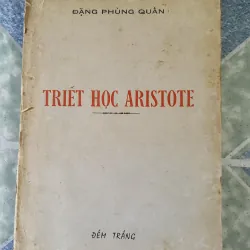 ĐẶNG PHÙNG QUÂN
TRIẾT HỌC ARISTOTE
ĐÊM TRẮNG